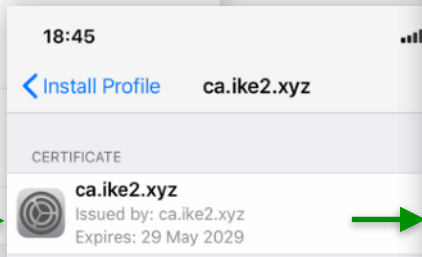 18:45
Install Profile ca.ike2.xyz
CERTIFICATE
ca.ike2.xyz
Issued by: ca.ike2.xyz
Expires: 29 May 2029